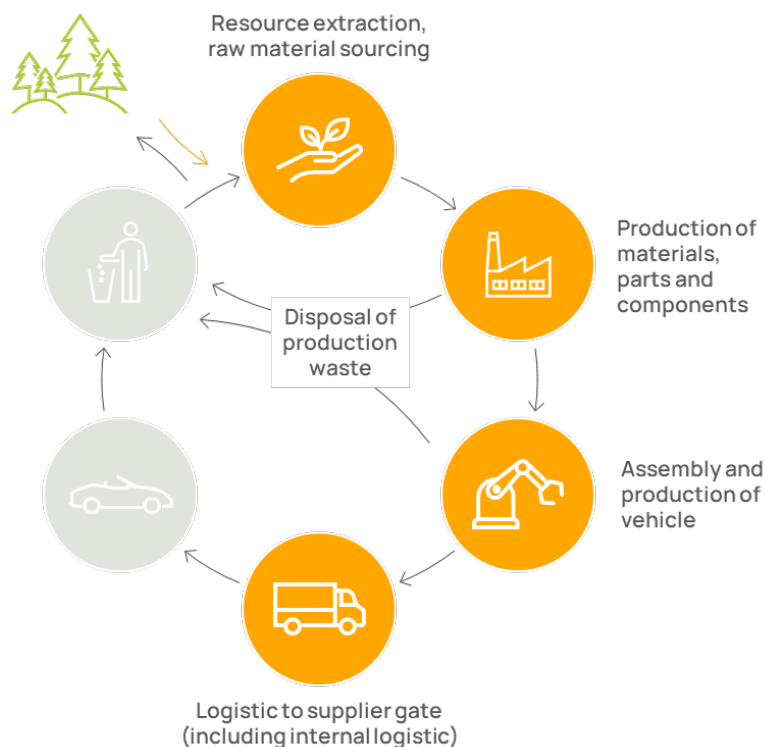 Resource extraction,
raw material sourcing
Production of
materials,
parts and
components
Disposal of
production
waste
Assembly and
production of
vehicle
Logistic to supplier gate
(including internal logistic)